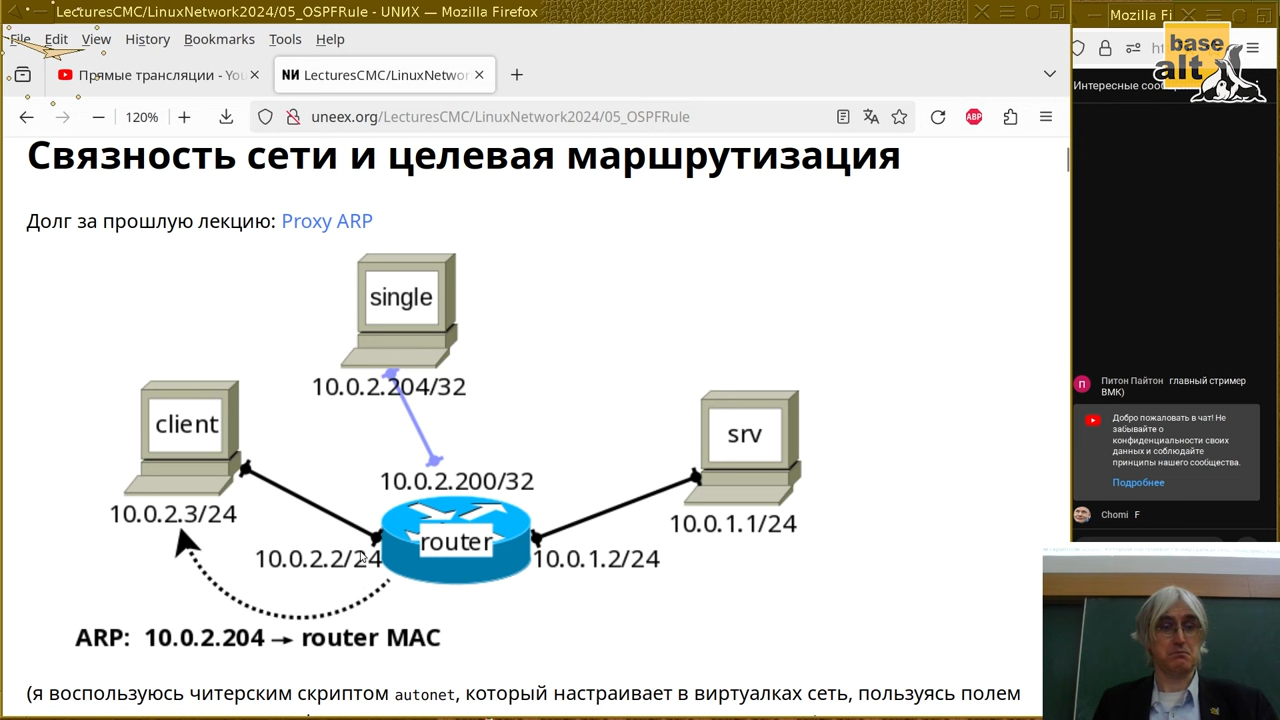 LecturesCMC/LinuxNetwork2024/05_OSPFRule - UNИX — Mozilla Firefox
Mozilla Fi
File Edit View History Bookmarks Tools Help
base
alt
Прямые трансляции - You
NИ LecturesCMC/LinuxNetwor
120%
uneex.org/LecturesCMC/LinuxNetwork2024/05_OSPFRule
ABP
Связность сети и целевая маршрутизация
Долг за прошлую лекцию: Proxy ARP
single
10.0.2.204/32
client
10.0.2.3/24
srv
10.0.1.1/24
10.0.2.200/32
router
10.0.2.2/24
10.0.1.2/24
ARP: 10.0.2.204 → router MAC
(я воспользуюсь читерским скриптом autonet, который настраивает в виртуалках сеть, пользуясь полем
Интересные соо
П
Питон Пайтон главный стример
ВМК)
Добро пожаловать в чат! Не
забывайте о
конфиденциальности своих
данных и соблюдайте
принципы нашего сообщества.
Подробнее
Chomi F